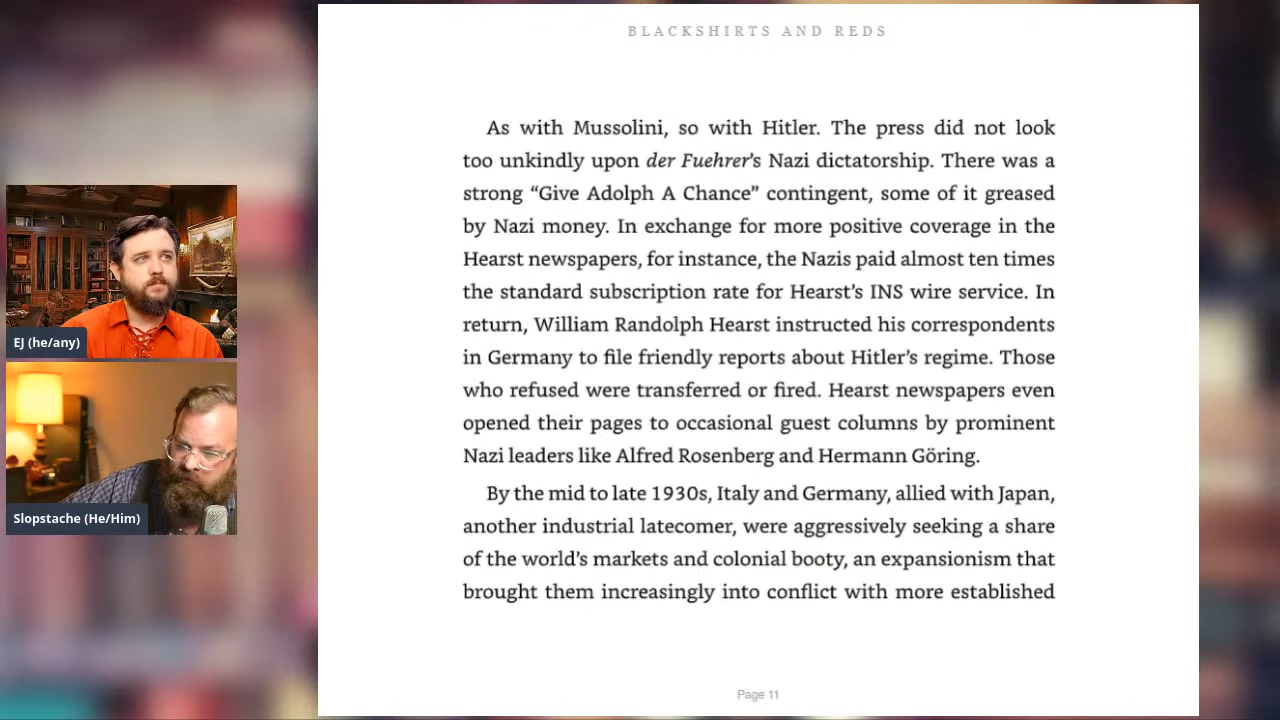 BLACKSHIRTS AND REDS
As with Mussolini, so with Hitler. The press did not look
too unkindly upon der Fuehrer's Nazi dictatorship. There was a
strong “Give Adolph A Chance” contingent, some of it greased
by Nazi money. In exchange for more positive coverage in the
Hearst newspapers, for instance, the Nazis paid almost ten times
the standard subscription rate for Hearst’s INS wire service. In
return, William Randolph Hearst instructed his correspondents
in Germany to file friendly reports about Hitler’s regime. Those
who refused were transferred or fired. Hearst newspapers even
opened their pages to occasional guest columns by prominent
Nazi leaders like Alfred Rosenberg and Hermann Göring.
By the mid to late 1930s, Italy and Germany, allied with Japan,
another industrial latecomer, were aggressively seeking a share
of the world’s markets and colonial booty, an expansionism that
brought them increasingly into conflict with more established
Page 11
EJ (he/any)
Slopstache (He/Him)